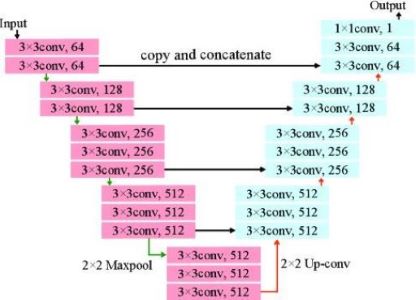 Input
3×3conv, 64
3×3conv, 64
3×3conv, 128
3×3conv, 128
3×3conv, 256
3×3conv, 256
3×3conv, 256
3×3conv, 512
3×3conv, 512
3×3conv, 512
2×2 Maxpool
3×3conv, 512
3×3conv, 512
3×3conv, 512
copy and concatenate
Output
1×1conv, 1
3×3conv, 64
3×3conv, 64
3×3conv, 128
3×3conv, 128
3×3conv, 256
3×3conv, 256
3×3conv, 256
3×3conv, 512
3×3conv, 512
3×3conv, 512
2×2 Up-conv